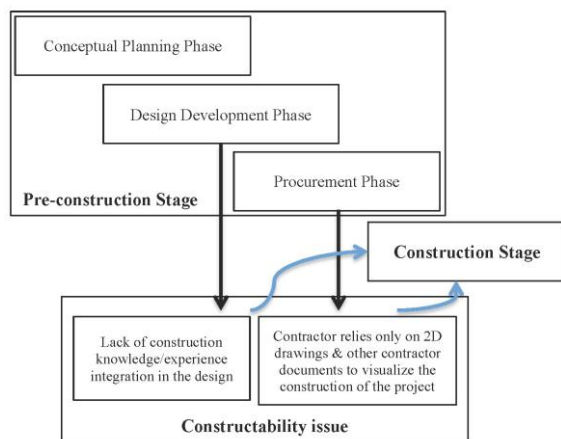 Conceptual Planning Phase
Design Development Phase
Procurement Phase
Pre-construction Stage
Construction Stage
Lack of construction
knowledge/experience
integration in the design
Contractor relies only on 2D
drawings & other contractor
documents to visualize the
construction of the project
Constructability issue